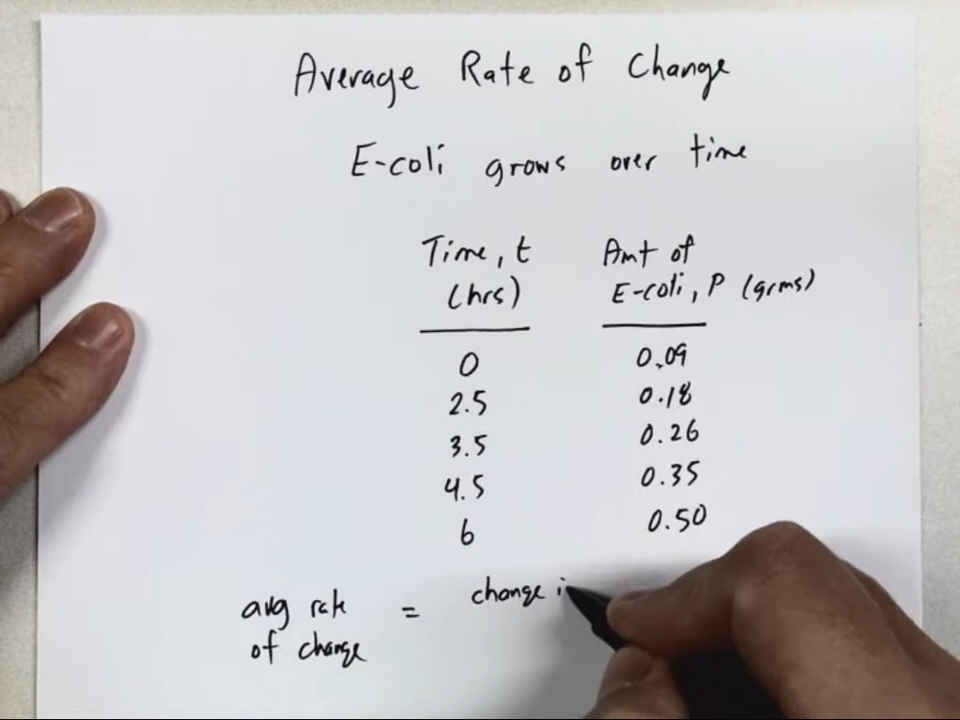 Average Rate of Change
E-coli grows over time
Time, t Amt of
(hrs) E-coli, P (grms)
0 0.09
2.5 0.18
3.5 0.26
4.5 0.35
6 0.50
avg rate = change i
of change